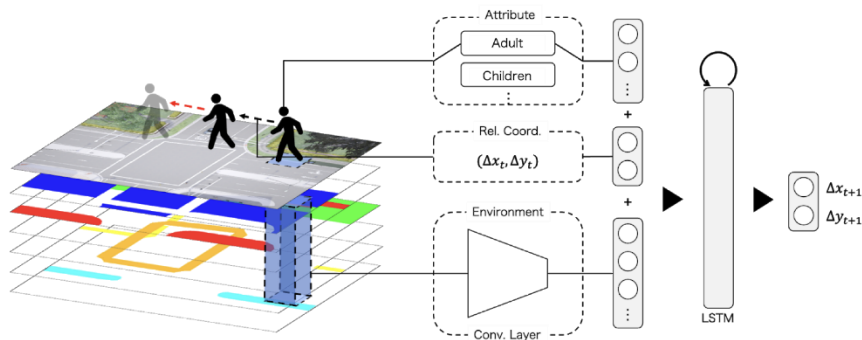 Attribute
Adult
Children
⋮
⋮
+
Rel. Coord.
(Δx_t, Δy_t)
+
Environment
Conv. Layer
⋮
LSTM
Δx_{t+1}
Δy_{t+1}